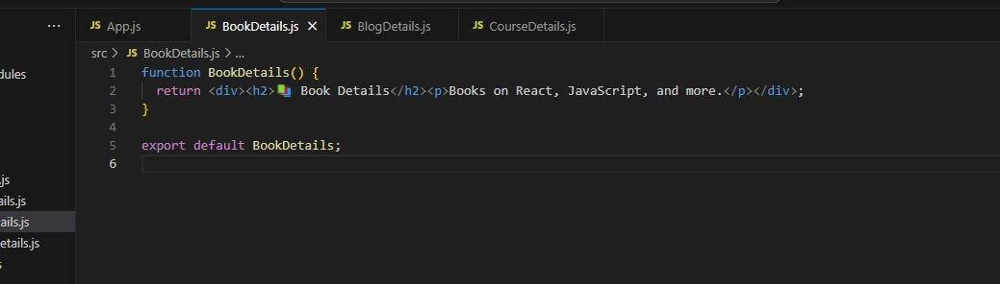 ... JS App.js JS BookDetails.js × JS BlogDetails.js JS CourseDetails.js
src > JS BookDetails.js > ...
dules
1 function BookDetails() {
2 return <div><h2>📚 Book Details</h2><p>Books on React, JavaScript, and more.</p></div>;
3 }
4
5 export default BookDetails;
6
.js
ails.js
ails.js
etails.js
s